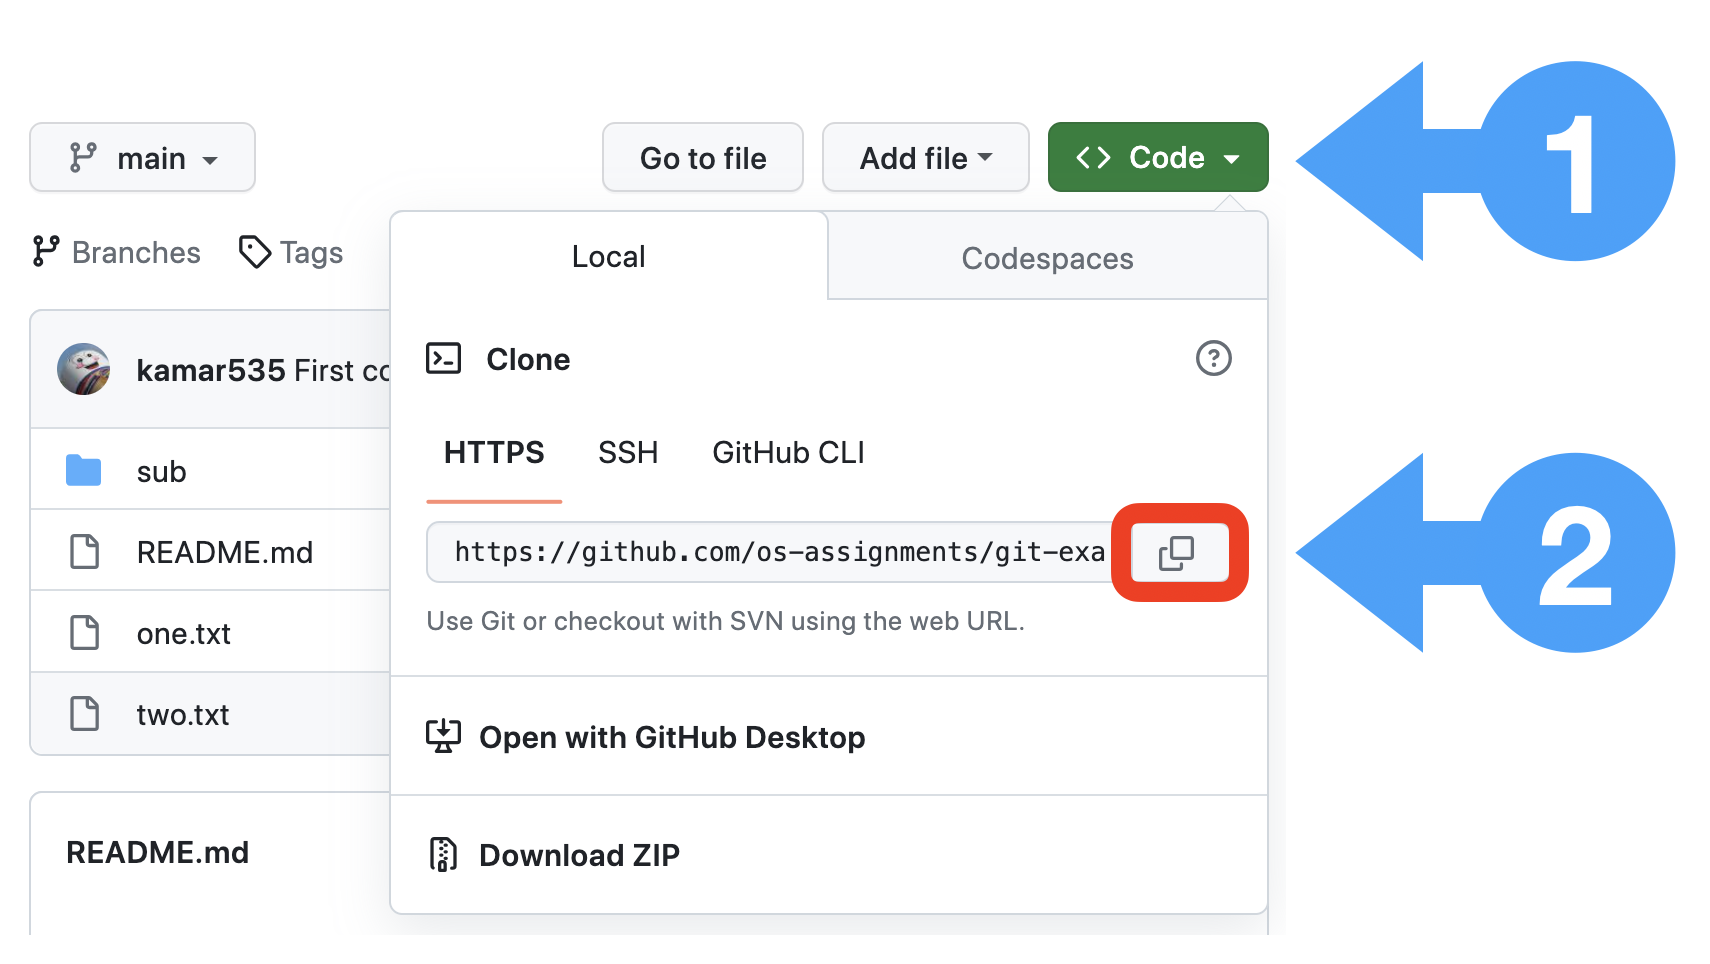 main
Go to file
Add file
Code
1
Branches
Tags
Local
Codespaces
kamar535 First co
Clone
HTTPS
SSH
GitHub CLI
sub
README.md
https://github.com/os-assignments/git-exa
2
Use Git or checkout with SVN using the web URL.
one.txt
two.txt
Open with GitHub Desktop
Download ZIP
README.md